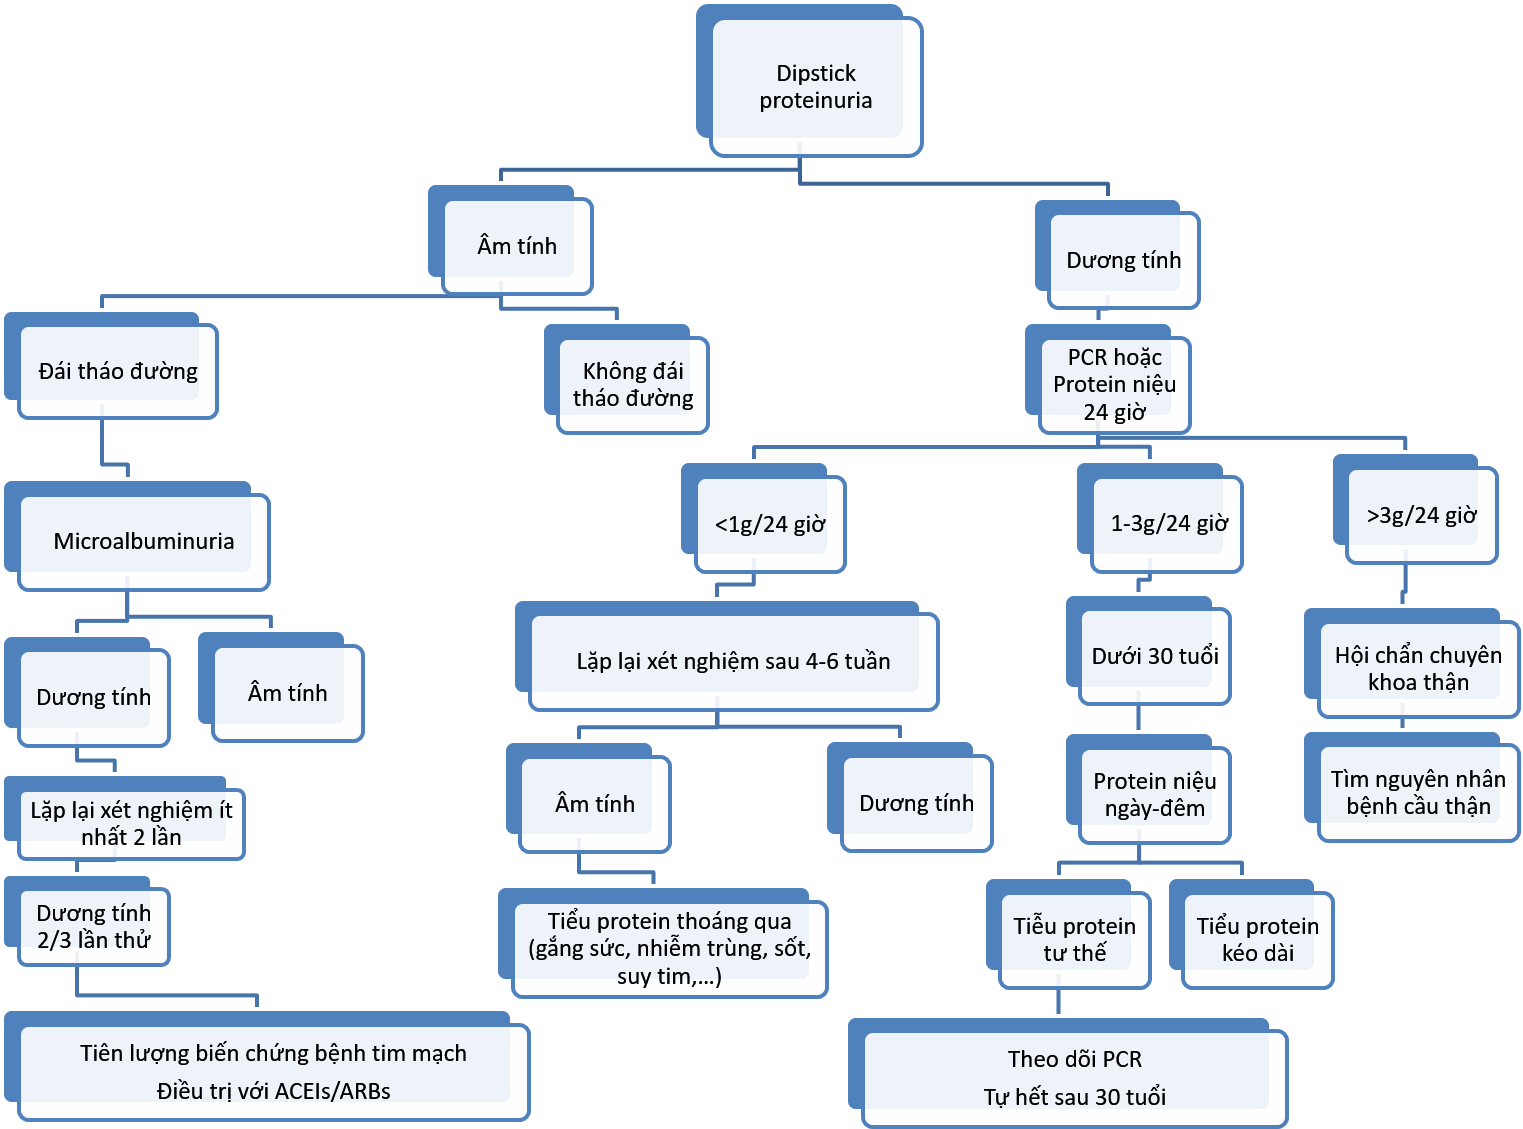 Dipstick
proteinuria
Âm tính
Dương tính
Đái tháo đường
Không đái
tháo đường
PCR hoặc
Protein niệu
24 giờ
Microalbuminuria
<1g/24 giờ
1-3g/24 giờ
>3g/24 giờ
Dương tính
Âm tính
Lặp lại xét nghiệm sau 4-6 tuần
Dưới 30 tuổi
Hội chẩn chuyên
khoa thận
Lặp lại xét nghiệm ít
nhất 2 lần
Âm tính
Dương tính
Protein niệu
ngày-đêm
Tìm nguyên nhân
bệnh cầu thận
Dương tính
2/3 lần thử
Tiểu protein thoáng qua
(gắng sức, nhiễm trùng, sốt,
suy tim,...)
Tiễu protein
tư thế
Tiểu protein
kéo dài
Tiên lượng biến chứng bệnh tim mạch
Điều trị với ACEIs/ARBs
Theo dõi PCR
Tự hết sau 30 tuổi